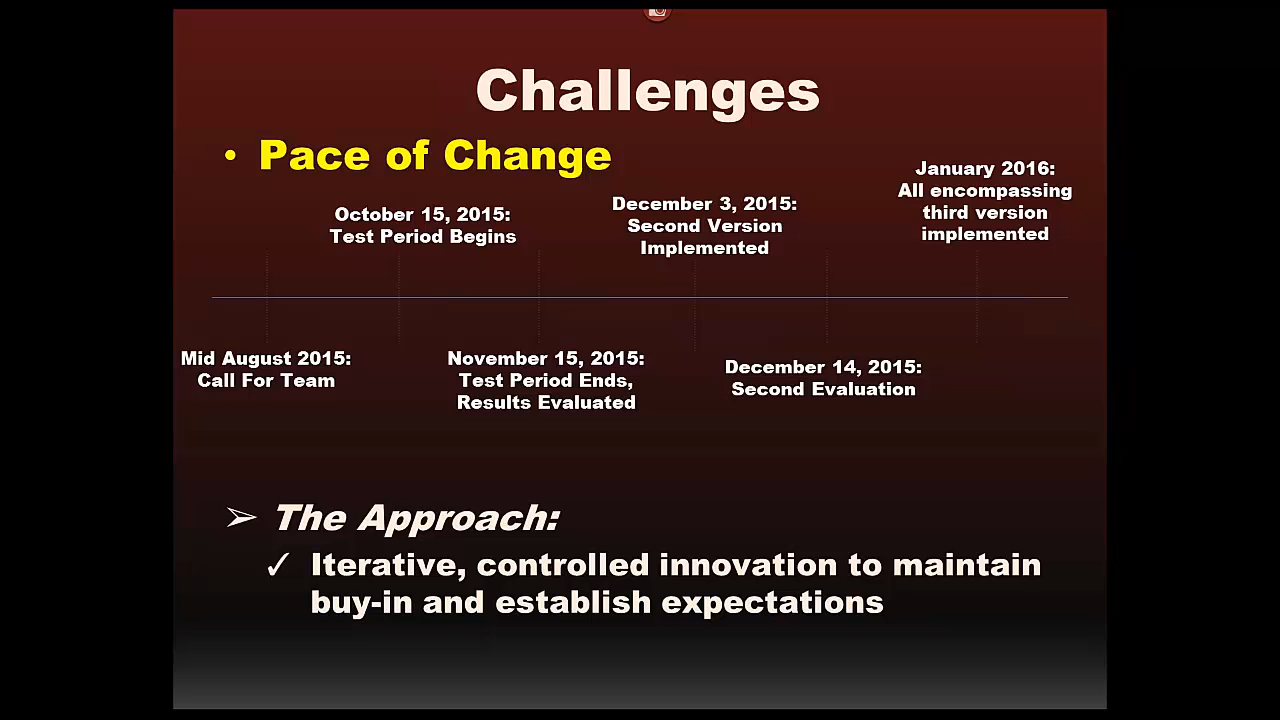 Challenges
• Pace of Change
January 2016:
All encompassing
third version
implemented
October 15, 2015:
Test Period Begins
December 3, 2015:
Second Version
Implemented
Mid August 2015:
Call For Team
November 15, 2015:
Test Period Ends,
Results Evaluated
December 14, 2015:
Second Evaluation
➢ The Approach:
✓ Iterative, controlled innovation to maintain
buy-in and establish expectations